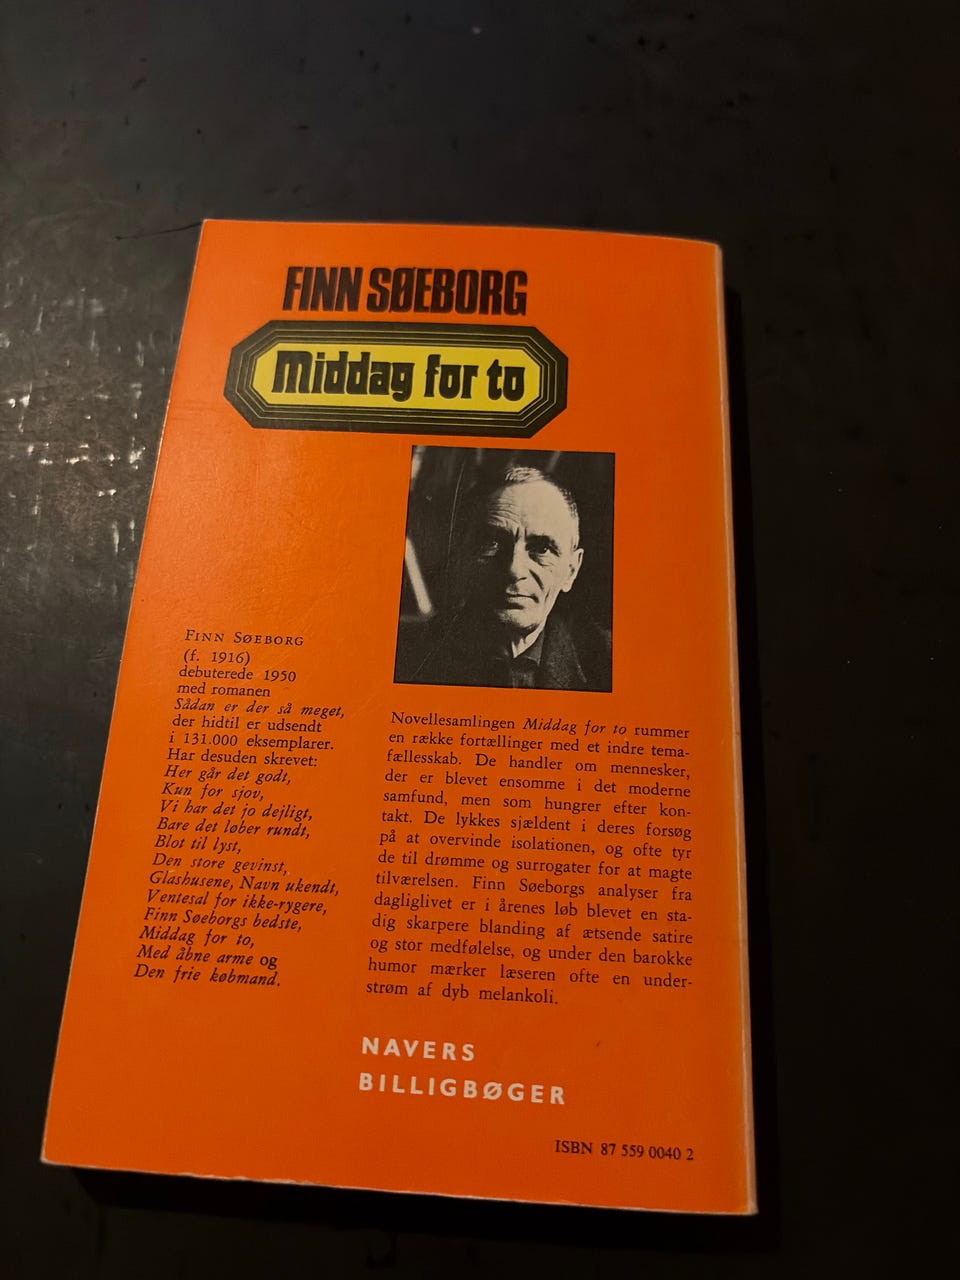 FINN SØEBORG
Middag for to
FINN SØEBORG
(f. 1916)
debuterede 1950
med romanen
Sådan er der så meget,
der hidtil er udsendt
i 131.000 eksemplarer.
Har desuden skrevet:
Her går det godt,
Kun for sjov,
Vi har det jo dejligt,
Bare det løber rundt,
Blot til lyst,
Den store gevinst,
Glashusene, Navn ukendt,
Ventesal for ikke-rygere,
Finn Søeborgs bedste,
Middag for to,
Med åbne arme og
Den frie købmand.
Novellesamlingen Middag for to rummer
en række fortællinger med et indre tema-
fællesskab. De handler om mennesker,
der er blevet ensomme i det moderne
samfund, men som hungrer efter kon-
takt. De lykkes sjældent i deres forsøg
på at overvinde isolationen, og ofte tyr
de til drømme og surrogater for at magte
tilværelsen. Finn Søeborgs analyser fra
dagliglivet er i årenes løb blevet en sta-
dig skarpere blanding af ætsende satire
og stor medfølelse, og under den barokke
humor mærker læseren ofte en under-
strøm af dyb melankoli.
NAVERS
BILLIGBØGER
ISBN 87 559 0040 2